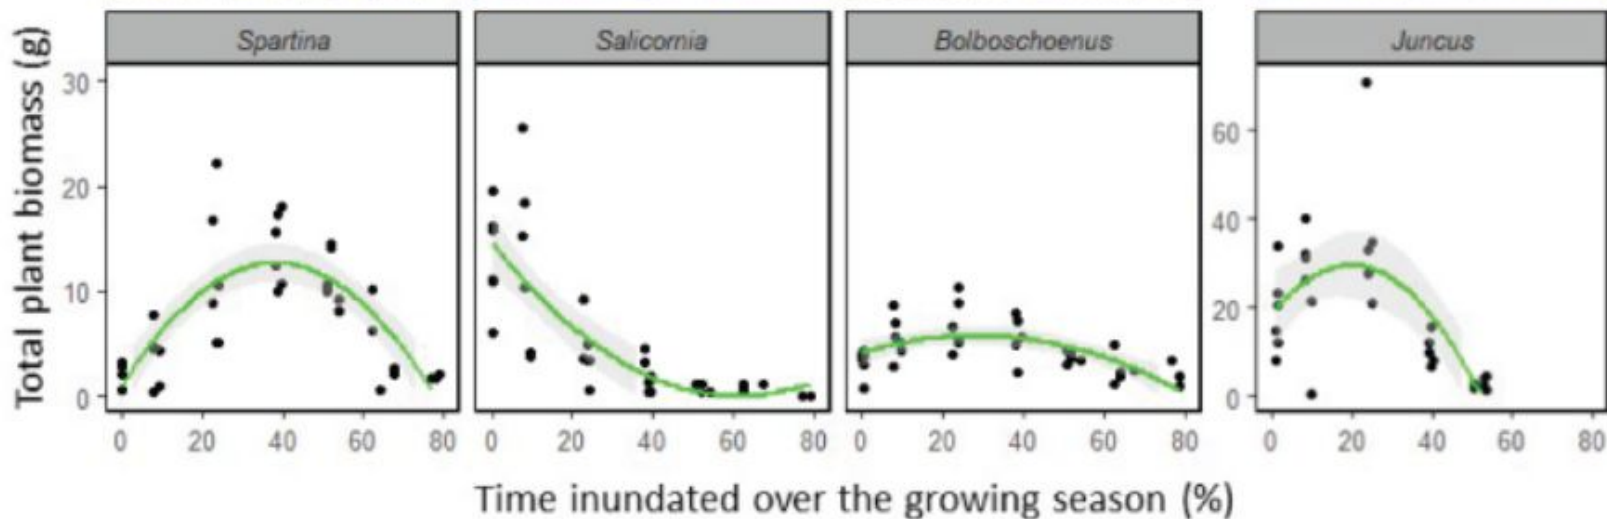 Spartina Salicornia Bolboschoenus Juncus
Total plant biomass (g)
30
20
10
0
60
40
20
0
0 20 40 60 80 0 20 40 60 80 0 20 40 60 80 0 20 40 60 80
Time inundated over the growing season (%)